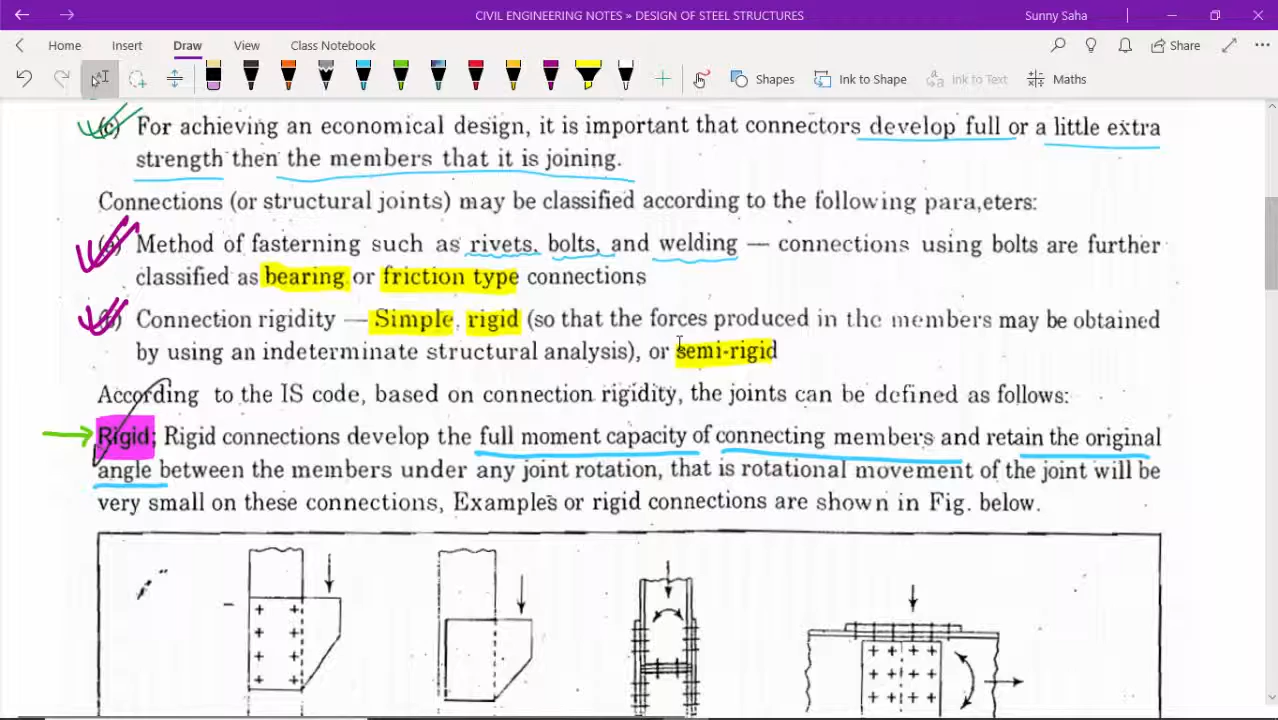 CIVIL ENGINEERING NOTES » DESIGN OF STEEL STRUCTURES
Sunny Saha
Home Insert Draw View Class Notebook
Share
Shapes Ink to Shape Ink to Text Maths
(c) For achieving an economical design, it is important that connectors develop full or a little extra
strength then the members that it is joining.
Connections (or structural joints) may be classified according to the following para,eters:
Method of fasterning such as rivets, bolts, and welding — connections using bolts are further
classified as bearing or friction type connections
Connection rigidity — Simple, rigid (so that the forces produced in the members may be obtained
by using an indeterminate structural analysis), or semi-rigid
According to the IS code, based on connection rigidity, the joints can be defined as follows:
Rigid; Rigid connections develop the full moment capacity of connecting members and retain the original
angle between the members under any joint rotation, that is rotational movement of the joint will be
very small on these connections, Examples or rigid connections are shown in Fig. below.